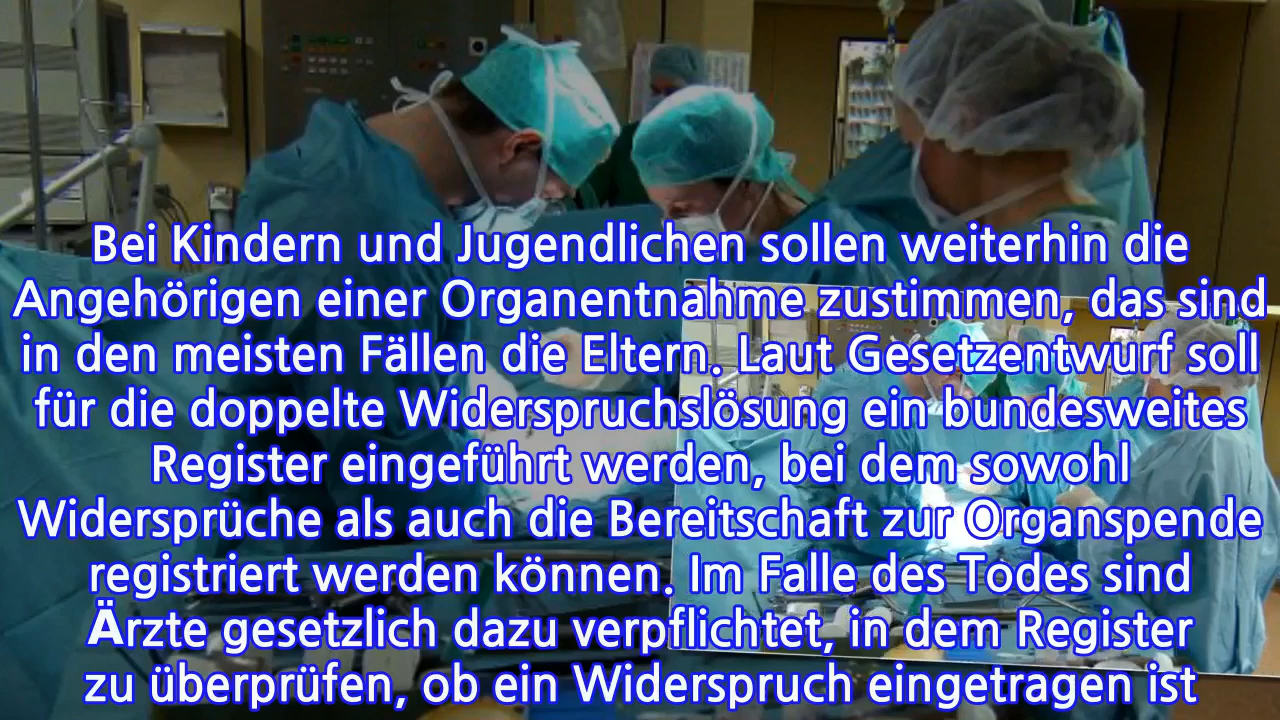 Bei Kindern und Jugendlichen sollen weiterhin die
Angehörigen einer Organentnahme zustimmen, das sind
in den meisten Fällen die Eltern. Laut Gesetzentwurf soll
für die doppelte Widerspruchslösung ein bundesweites
Register eingeführt werden, bei dem sowohl
Widersprüche als auch die Bereitschaft zur Organspende
registriert werden können. Im Falle des Todes sind
Ärzte gesetzlich dazu verpflichtet, in dem Register
zu überprüfen, ob ein Widerspruch eingetragen ist